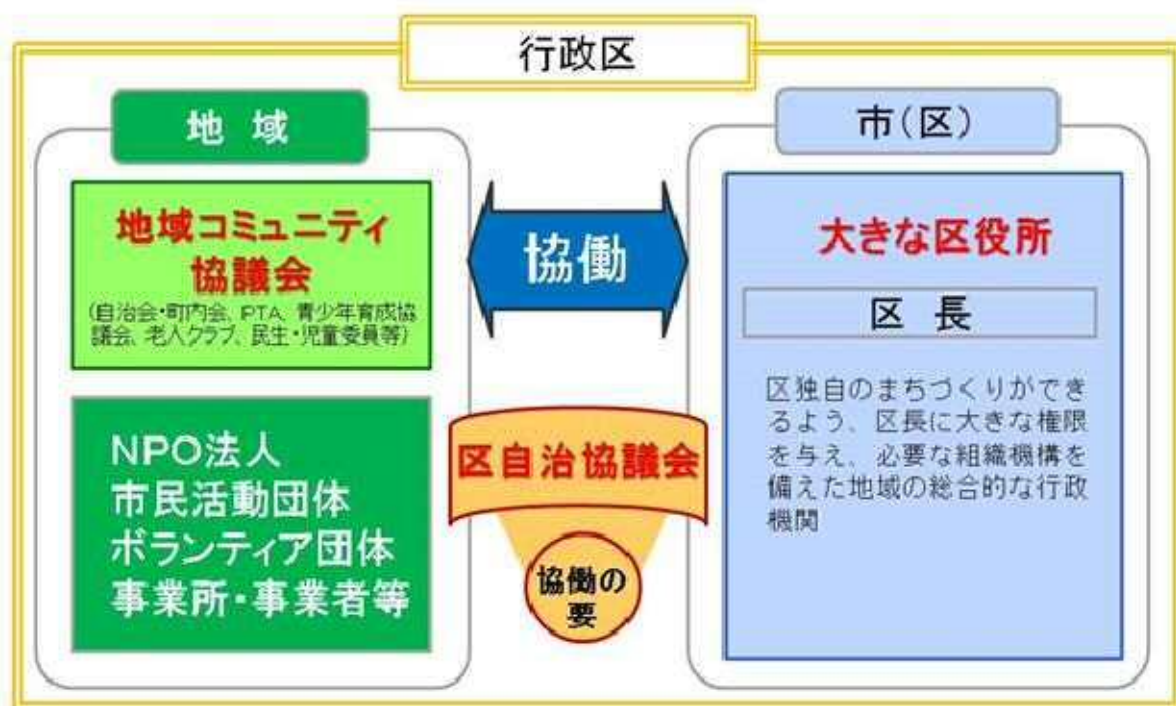 行政区
地 域
地域コミュニティ
協議会
(自治会・町内会、PTA、青少年育成協
議会、老人クラブ、民生・児童委員等)
NPO法人
市民活動団体
ボランティア団体
事業所・事業者等
協働
区自治協議会
協働の
要
市(区)
大きな区役所
区 長
区独自のまちづくりができ
るよう、区長に大きな権限
を与え、必要な組織機構を
備えた地域の総合的な行政
機関